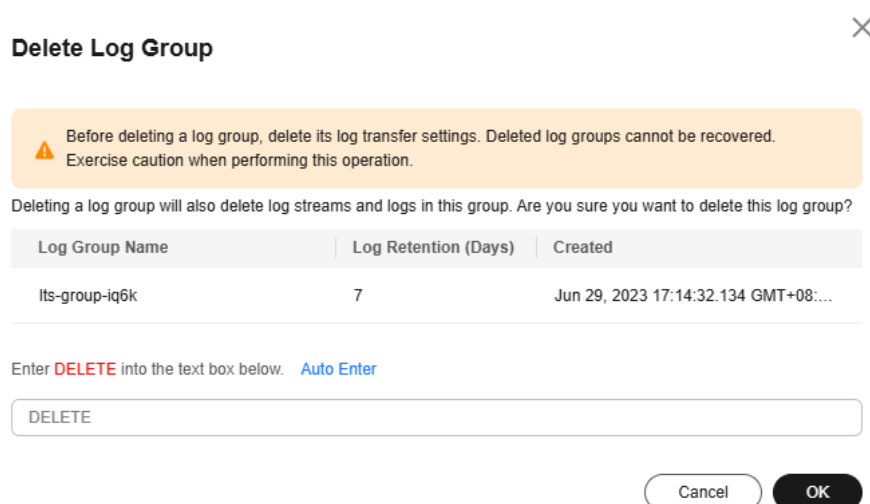 Delete Log Group
Before deleting a log group, delete its log transfer settings. Deleted log groups cannot be recovered.
Exercise caution when performing this operation.
Deleting a log group will also delete log streams and logs in this group. Are you sure you want to delete this log group?
Log Group Name Log Retention (Days) Created
lts-group-iq6k 7 Jun 29, 2023 17:14:32.134 GMT+08:...
Enter DELETE into the text box below. Auto Enter
DELETE
Cancel OK